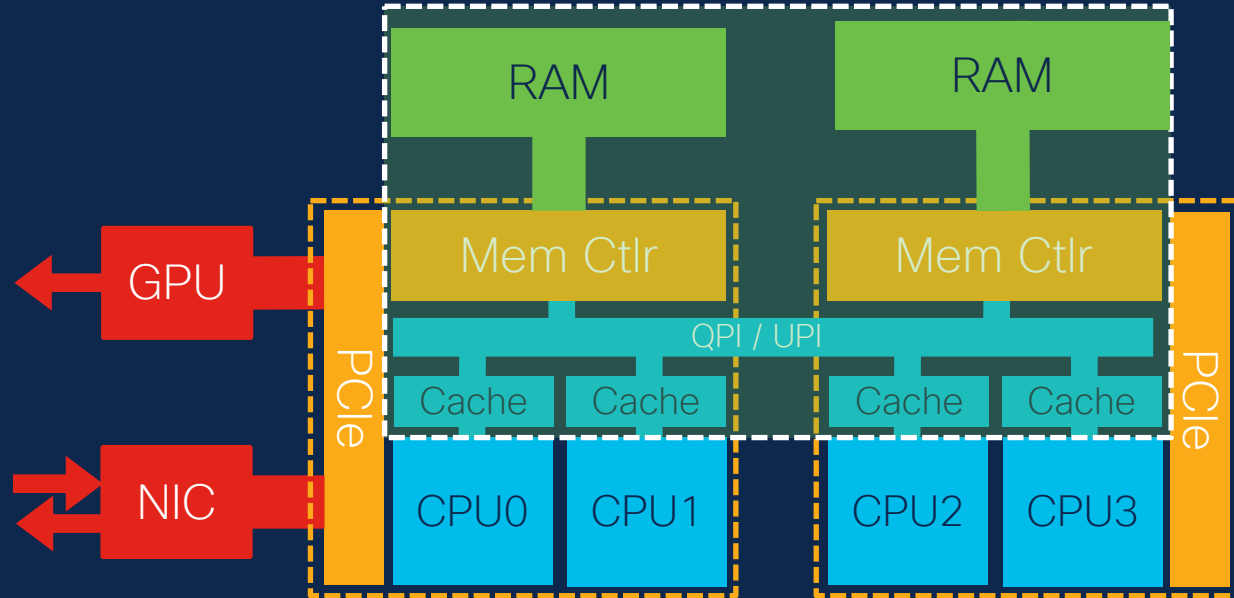 RAM
RAM
Mem Ctlr
Mem Ctlr
GPU
QPI / UPI
PCIe
PCIe
Cache
Cache
Cache
Cache
NIC
CPU0
CPU1
CPU2
CPU3